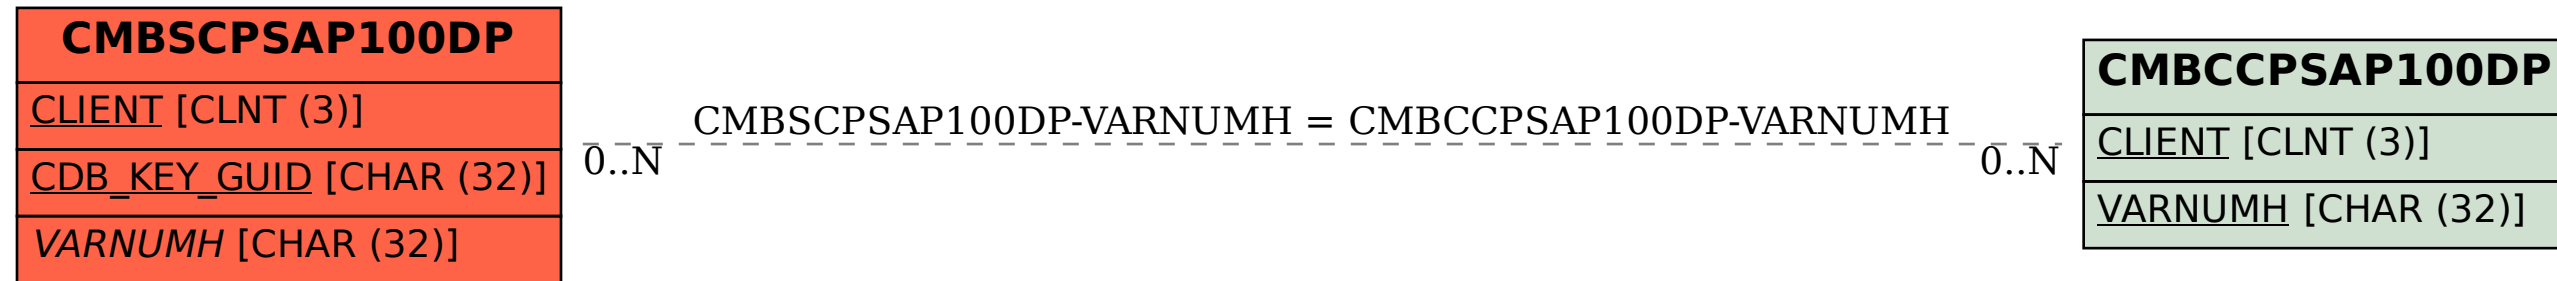 CMBSCPSAP100DP
CLIENT [CLNT (3)]
CDB_KEY_GUID [CHAR (32)]
VARNUMH [CHAR (32)]
CMBSCPSAP100DP-VARNUMH = CMBCCPSAP100DP-VARNUMH
0..N
0..N
CMBCCPSAP100DP
CLIENT [CLNT (3)]
VARNUMH [CHAR (32)]